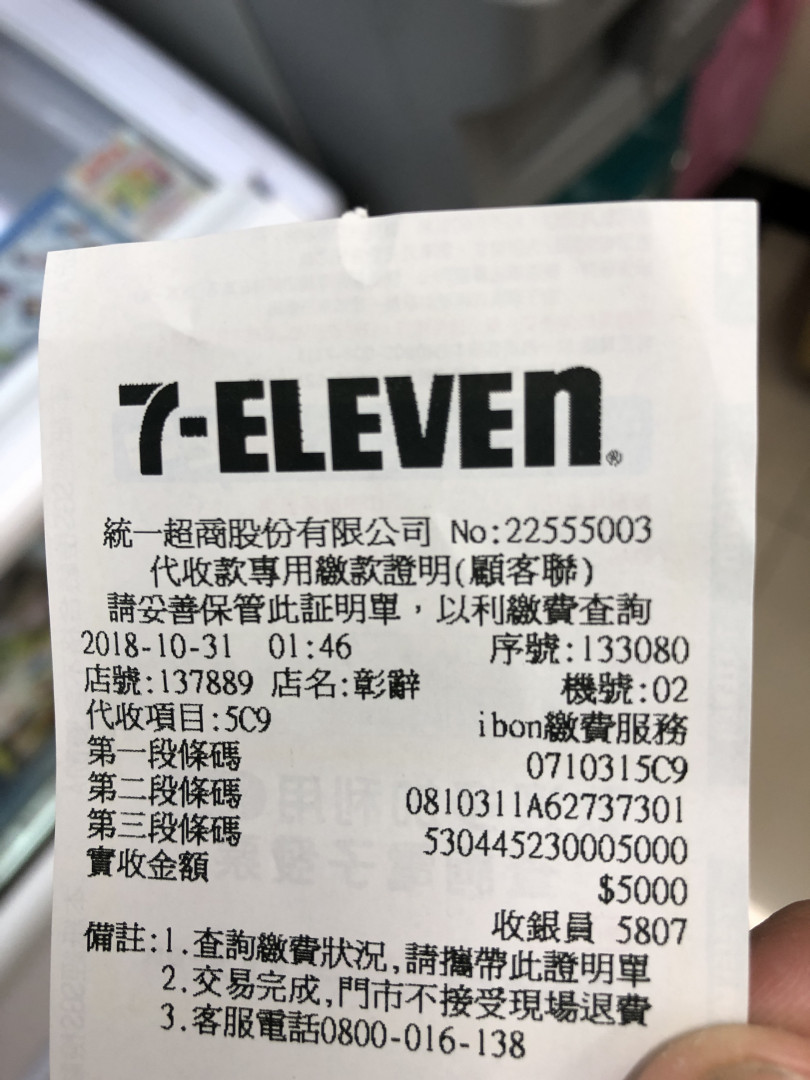 7-ELEVEn®
統一超商股份有限公司 No:22555003
代收款專用繳款證明(顧客聯)
請妥善保管此証明單,以利繳費查詢
2018-10-31 01:46 序號:133080
店號:137889 店名:彰辭 機號:02
代收項目:5C9 ibon繳費服務
第一段條碼 0710315C9
第二段條碼 0810311A62737301
第三段條碼 530445230005000
實收金額 $5000
收銀員 5807
備註:1.查詢繳費狀況,請攜帶此證明單
2.交易完成,門市不接受現場退費
3.客服電話0800-016-138